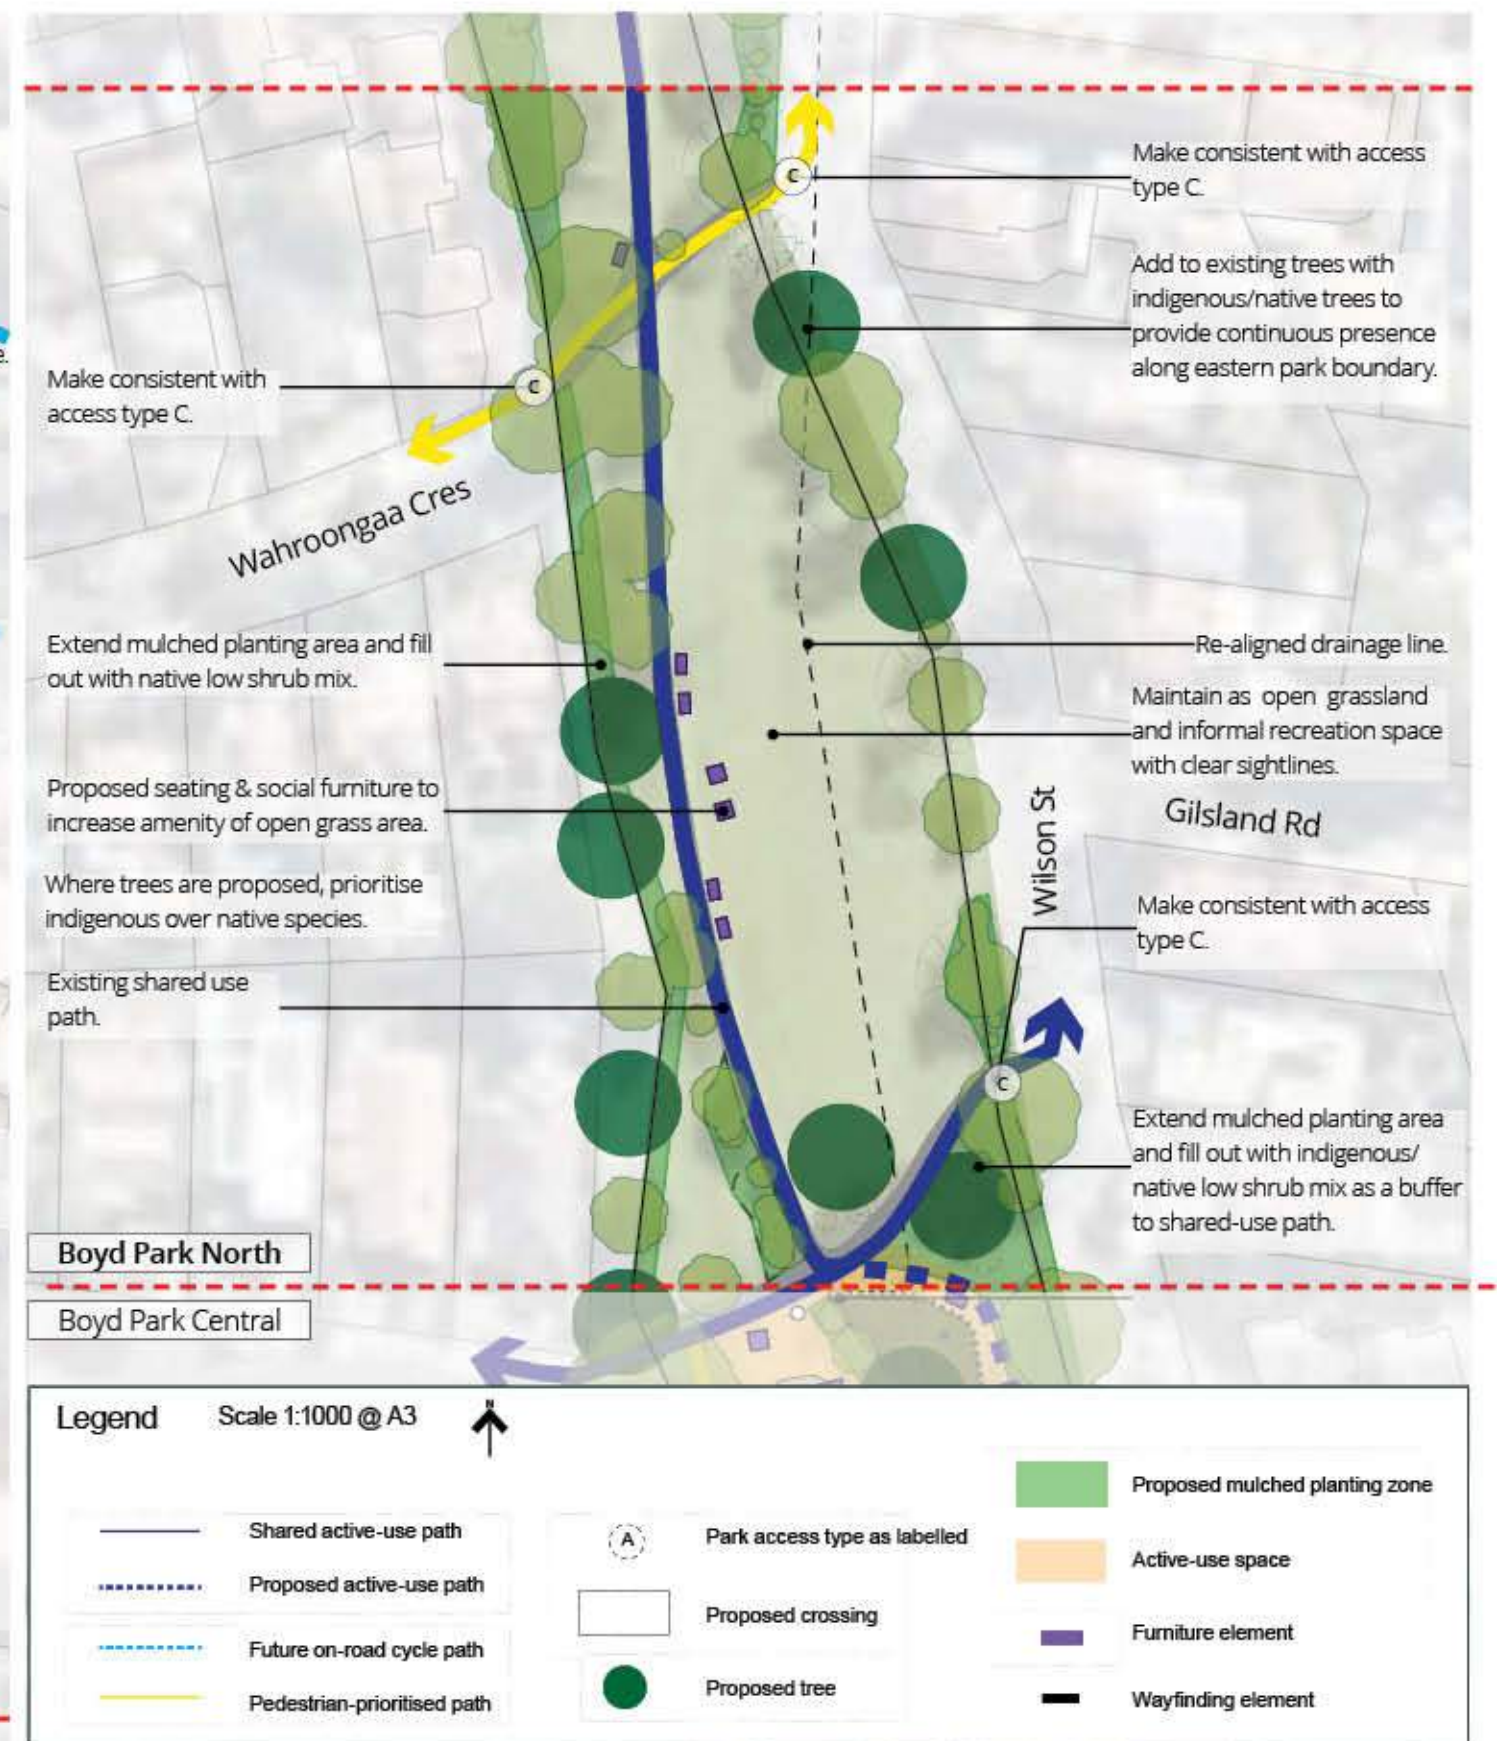 e.
Make consistent with access
type C.
C
Add to existing trees with
indigenous/native trees to
provide continuous presence
along eastern park boundary.
Make consistent with
access type C.
C
Wahroongaa Cres
Extend mulched planting area and fill
out with native low shrub mix.
Re-aligned drainage line.
Maintain as open grassland
and informal recreation space
with clear sightlines.
Proposed seating & social furniture to
increase amenity of open grass area.
Wilson St
Gilsland Rd
Where trees are proposed, prioritise
indigenous over native species.
Make consistent with access
type C.
Existing shared use
path.
C
Extend mulched planting area
and fill out with indigenous/
native low shrub mix as a buffer
to shared-use path.
Boyd Park North
Boyd Park Central
Legend
Scale 1:1000 @ A3
N
Shared active-use path
Proposed active-use path
Future on-road cycle path
Pedestrian-prioritised path
A
Park access type as labelled
Proposed crossing
Proposed tree
Proposed mulched planting zone
Active-use space
Furniture element
Wayfinding element